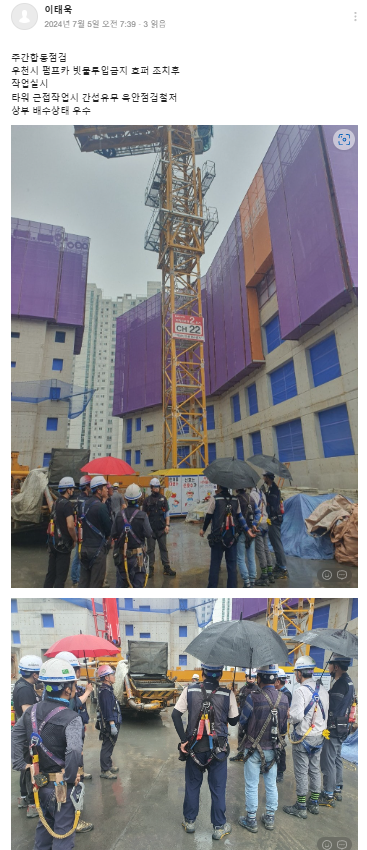 이태욱
2024년 7월 5일 오전 7:39 · 3 읽음
주간합동점검
우천시 펌프카 빗물투입금지 호퍼 조치후
작업실시
타워 근접작업시 간섭유무 육안점검철저
상부 배수상태 우수
2
CH 22